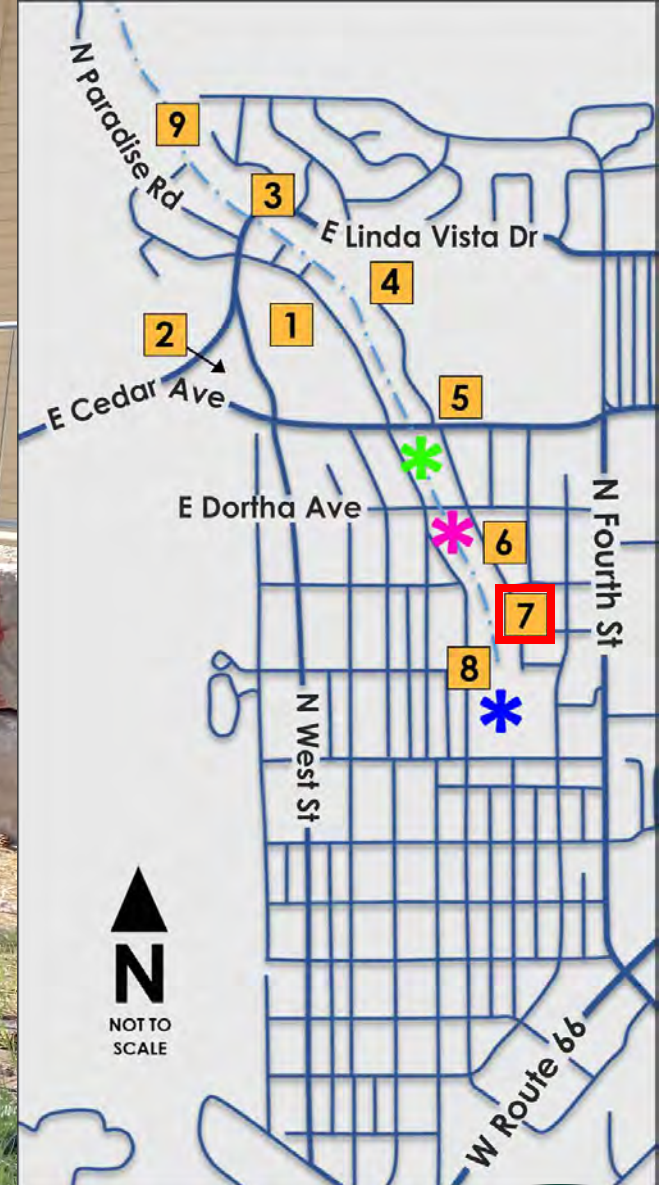 N Paradise Rd
9
3
E Linda Vista Dr
4
1
2
5
E Cedar Ave
E Dortha Ave
N Fourth St
6
7
8
N West St
N
NOT TO
SCALE
W Route 66